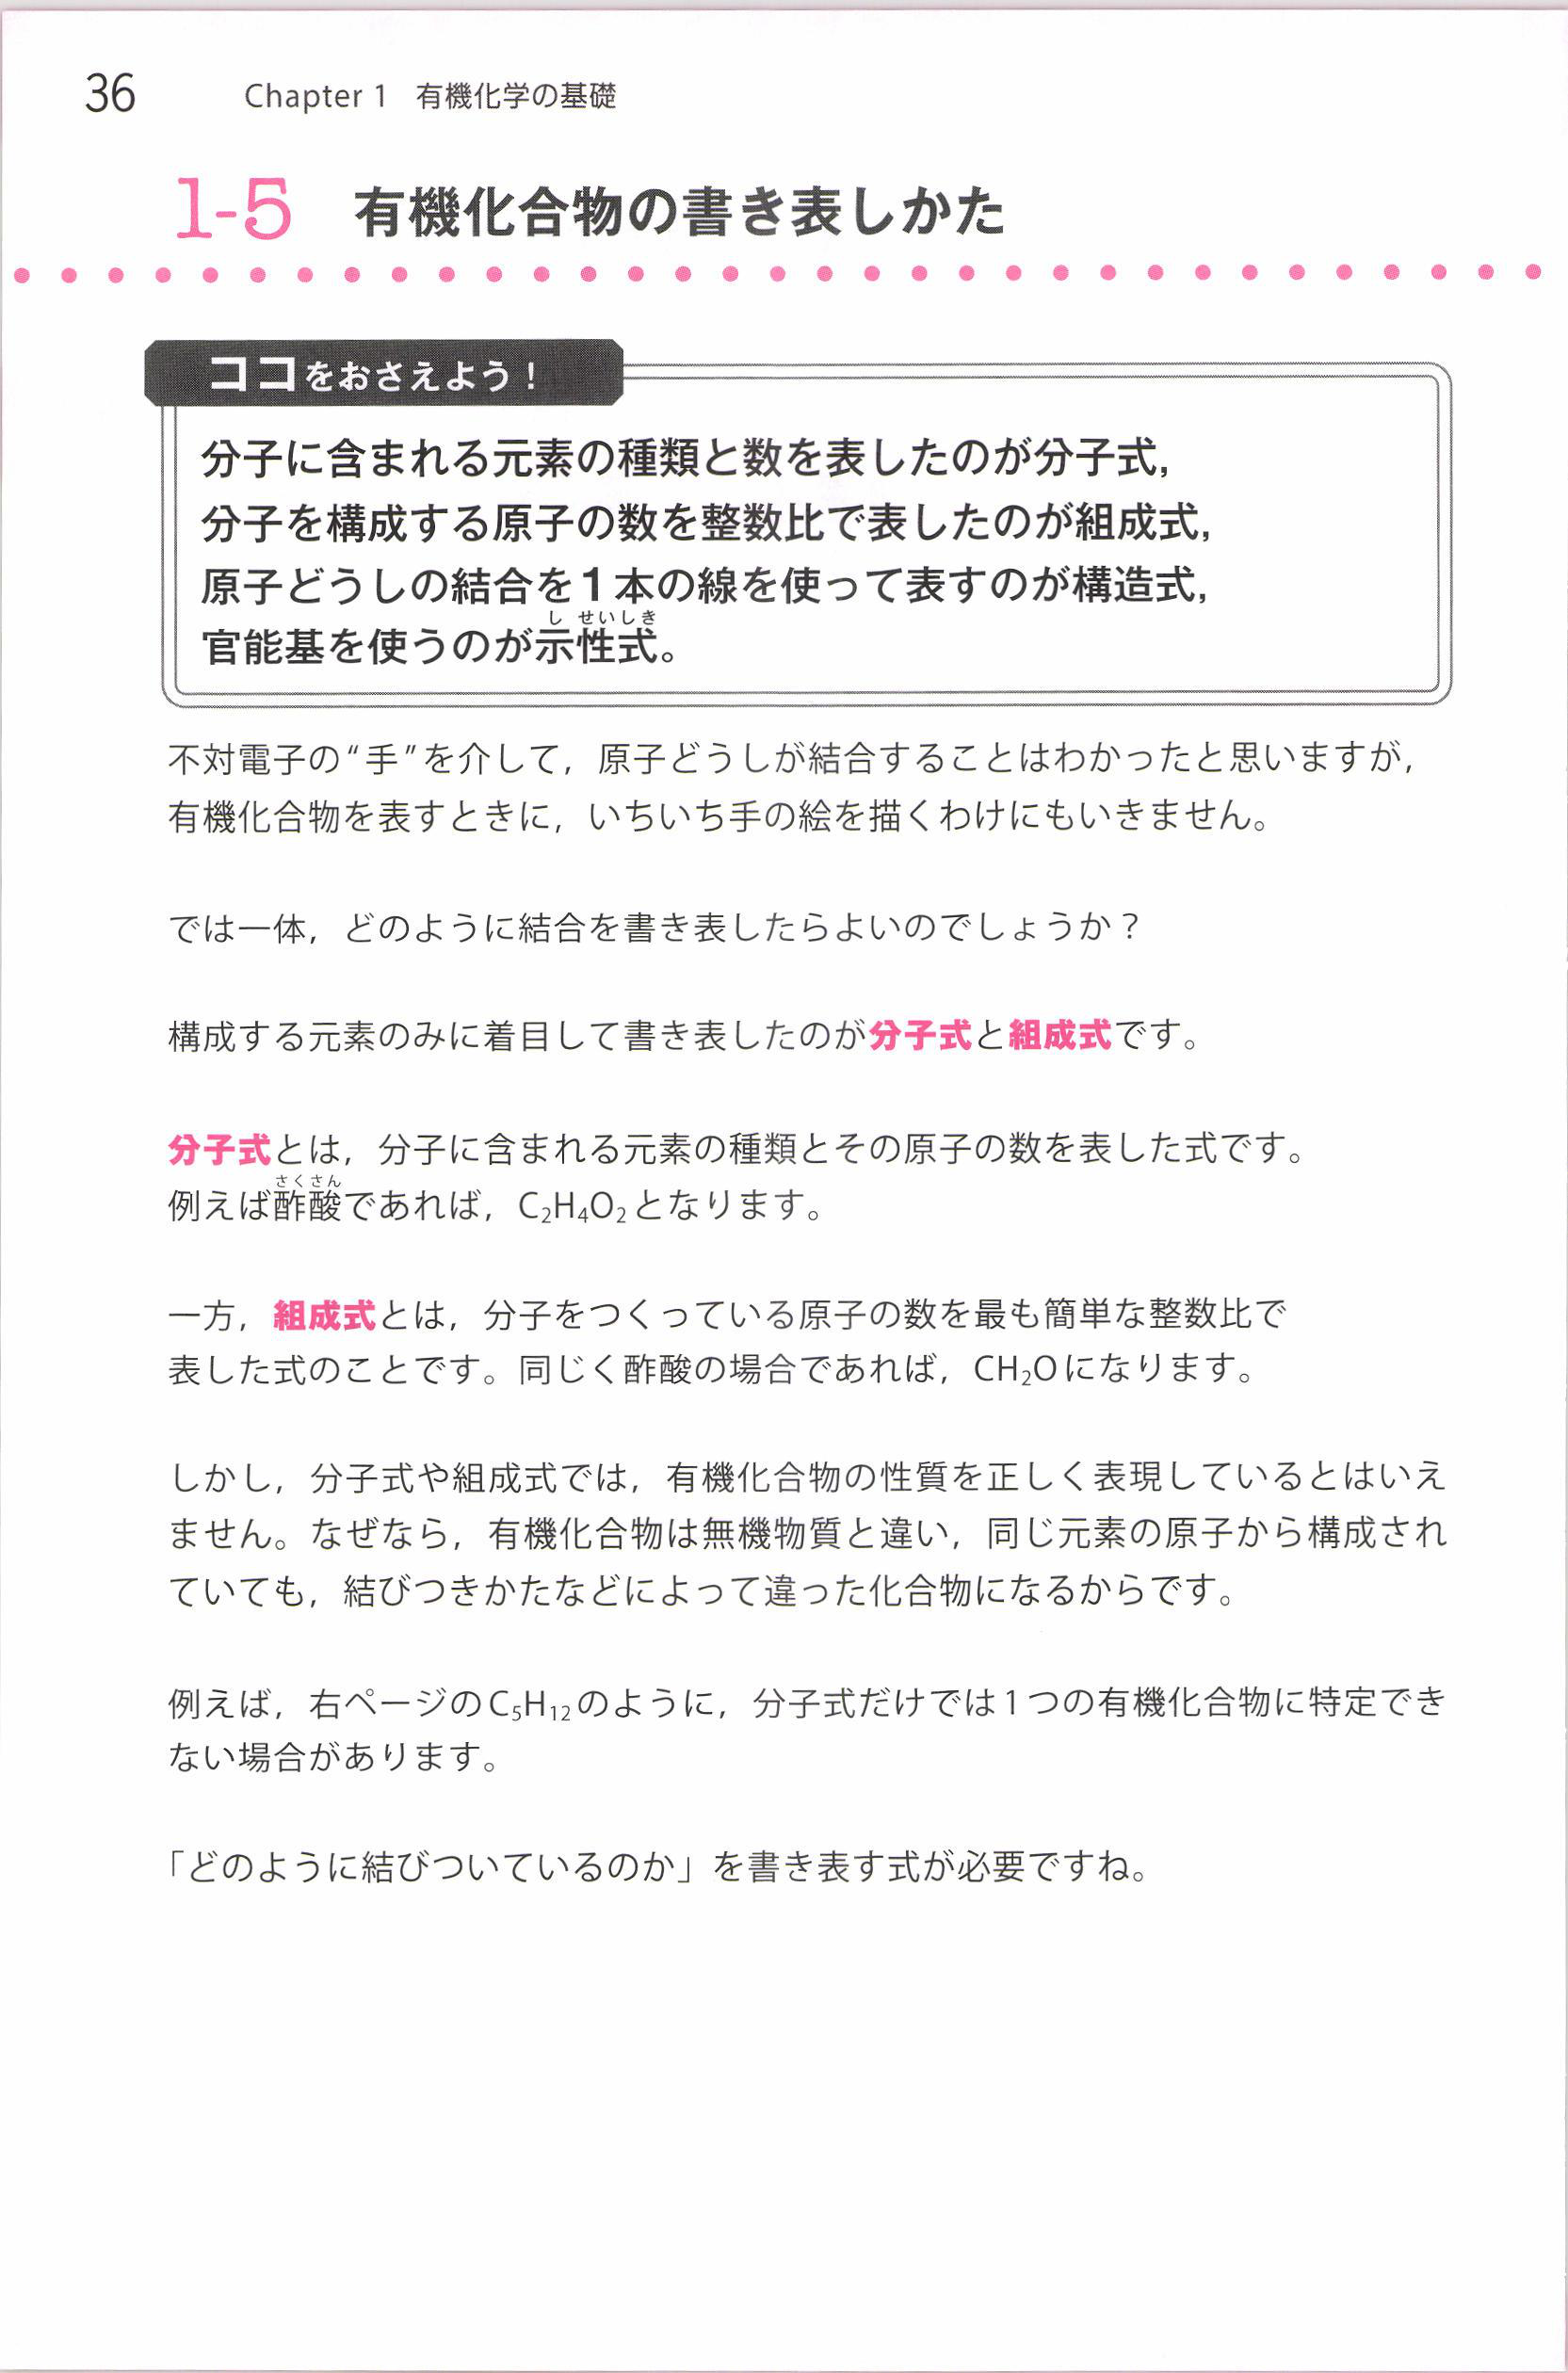 36 Chapter 1 有機化学の基礎
1-5 有機化合物の書き表しかた
ココをおさえよう！
分子に含まれる元素の種類と数を表したのが分子式，
分子を構成する原子の数を整数比で表したのが組成式，
原子どうしの結合を1本の線を使って表すのが構造式，
し せいしき
官能基を使うのが示性式。
不対電子の“手”を介して，原子どうしが結合することはわかったと思いますが，
有機化合物を表すときに，いちいち手の絵を描くわけにもいきません。
では一体，どのように結合を書き表したらよいのでしょうか？
構成する元素のみに着目して書き表したのが分子式と組成式です。
分子式とは，分子に含まれる元素の種類とその原子の数を表した式です。
さくさん
例えば酢酸であれば，C₂H₄O₂となります。
一方，組成式とは，分子をつくっている原子の数を最も簡単な整数比で
表した式のことです。同じく酢酸の場合であれば，CH₂Oになります。
しかし，分子式や組成式では，有機化合物の性質を正しく表現しているとはいえ
ません。なぜなら，有機化合物は無機物質と違い，同じ元素の原子から構成され
ていても，結びつきかたなどによって違った化合物になるからです。
例えば，右ページのC₅H₁₂のように，分子式だけでは1つの有機化合物に特定でき
ない場合があります。
「どのように結びついているのか」を書き表す式が必要ですね。